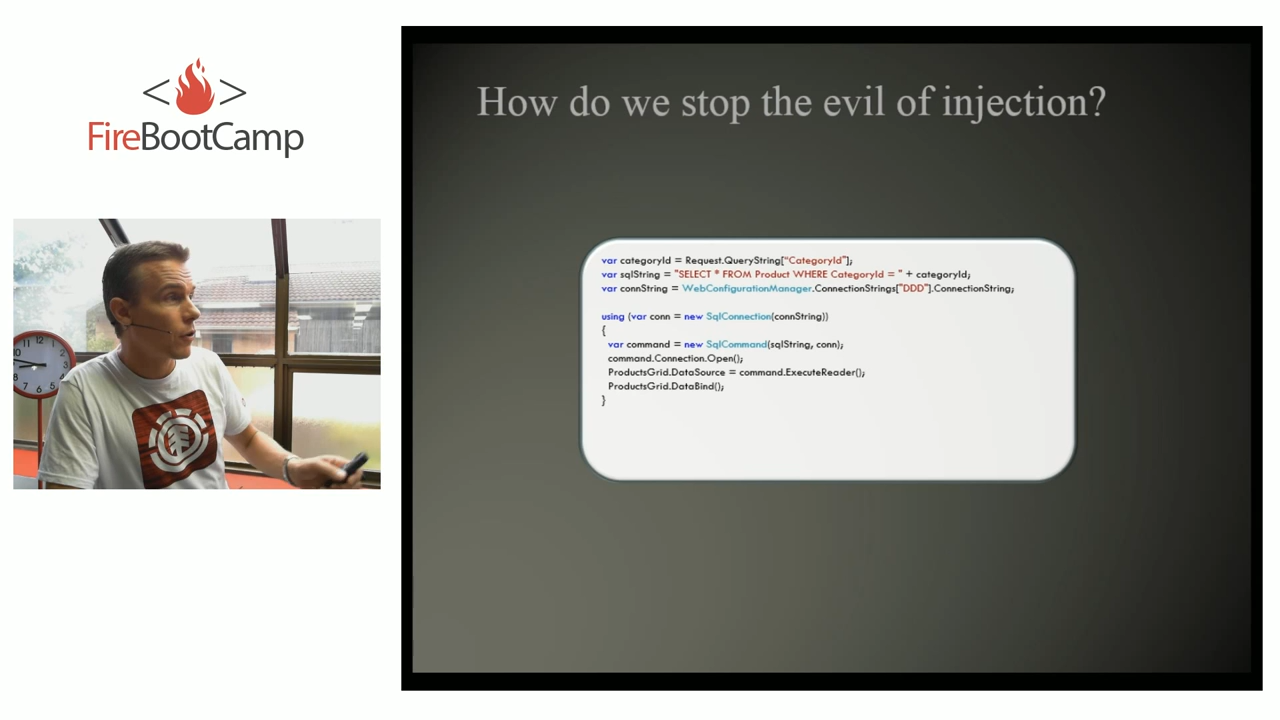 FireBootCamp
How do we stop the evil of injection?
var categoryId = Request.QueryString["CategoryId"];
var sqlString = "SELECT * FROM Product WHERE CategoryId = " + categoryId;
var connString = WebConfigurationManager.ConnectionStrings["DDD"].ConnectionString;
using (var conn = new SqlConnection(connString))
{
var command = new SqlCommand(sqlString, conn);
command.Connection.Open();
ProductsGrid.DataSource = command.ExecuteReader();
ProductsGrid.DataBind();
}